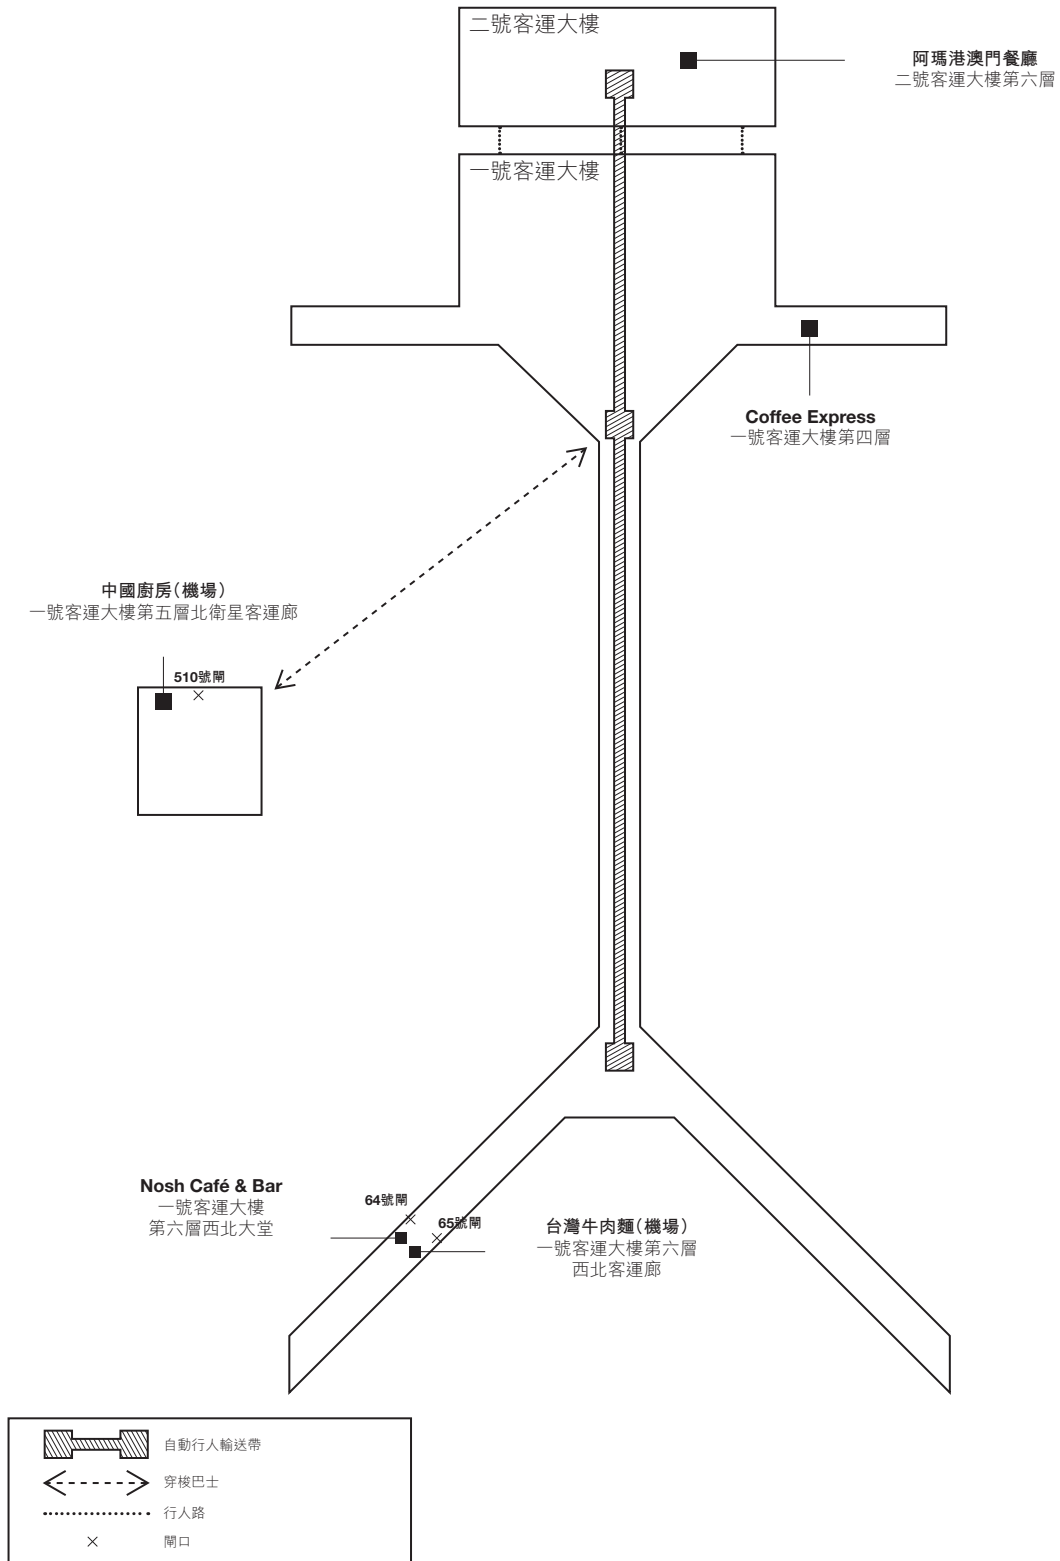 二號客運大樓
阿瑪港澳門餐廳
二號客運大樓第六層
一號客運大樓
Coffee Express
一號客運大樓第四層
中國廚房(機場)
一號客運大樓第五層北衛星客運廊
510號閘
Nosh Café & Bar
一號客運大樓
第六層西北大堂
64號閘
65號閘
台灣牛肉麵(機場)
一號客運大樓第六層
西北客運廊
自動行人輸送帶
穿梭巴士
行人路
閘口